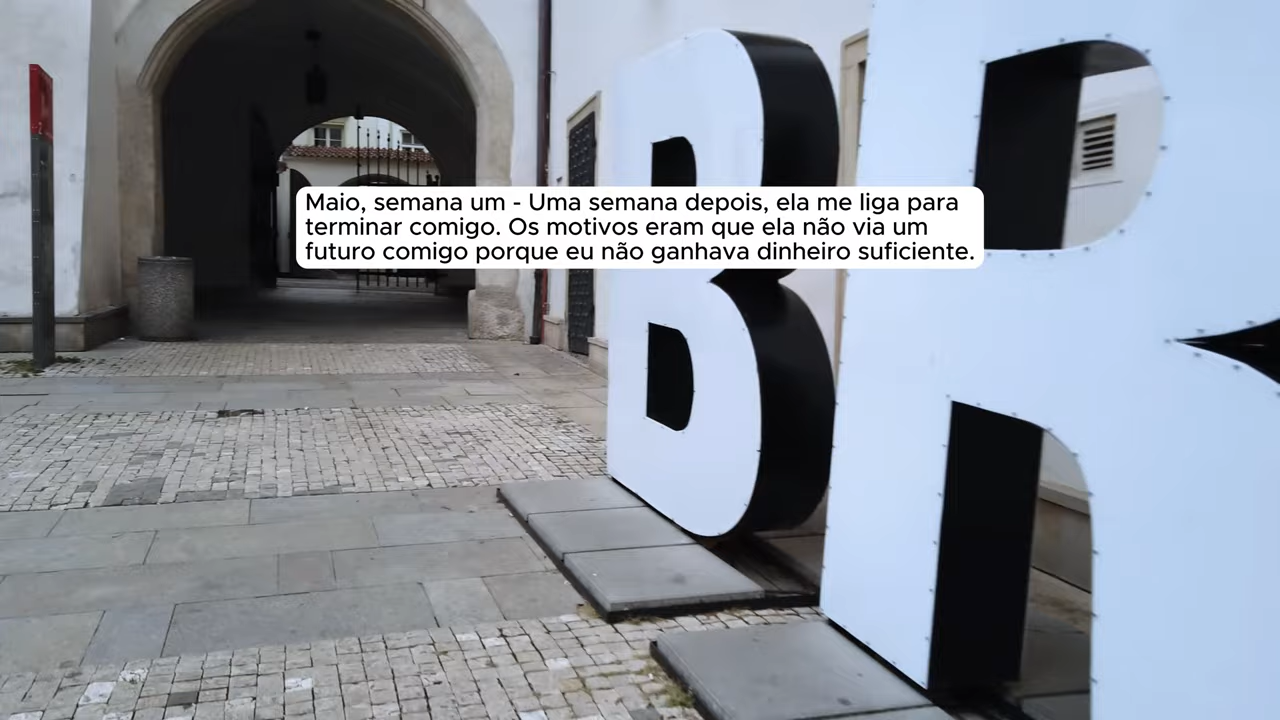 Maio, semana um - Uma semana depois, ela me liga para
terminar comigo. Os motivos eram que ela não via um
futuro comigo porque eu não ganhava dinheiro suficiente.
BR